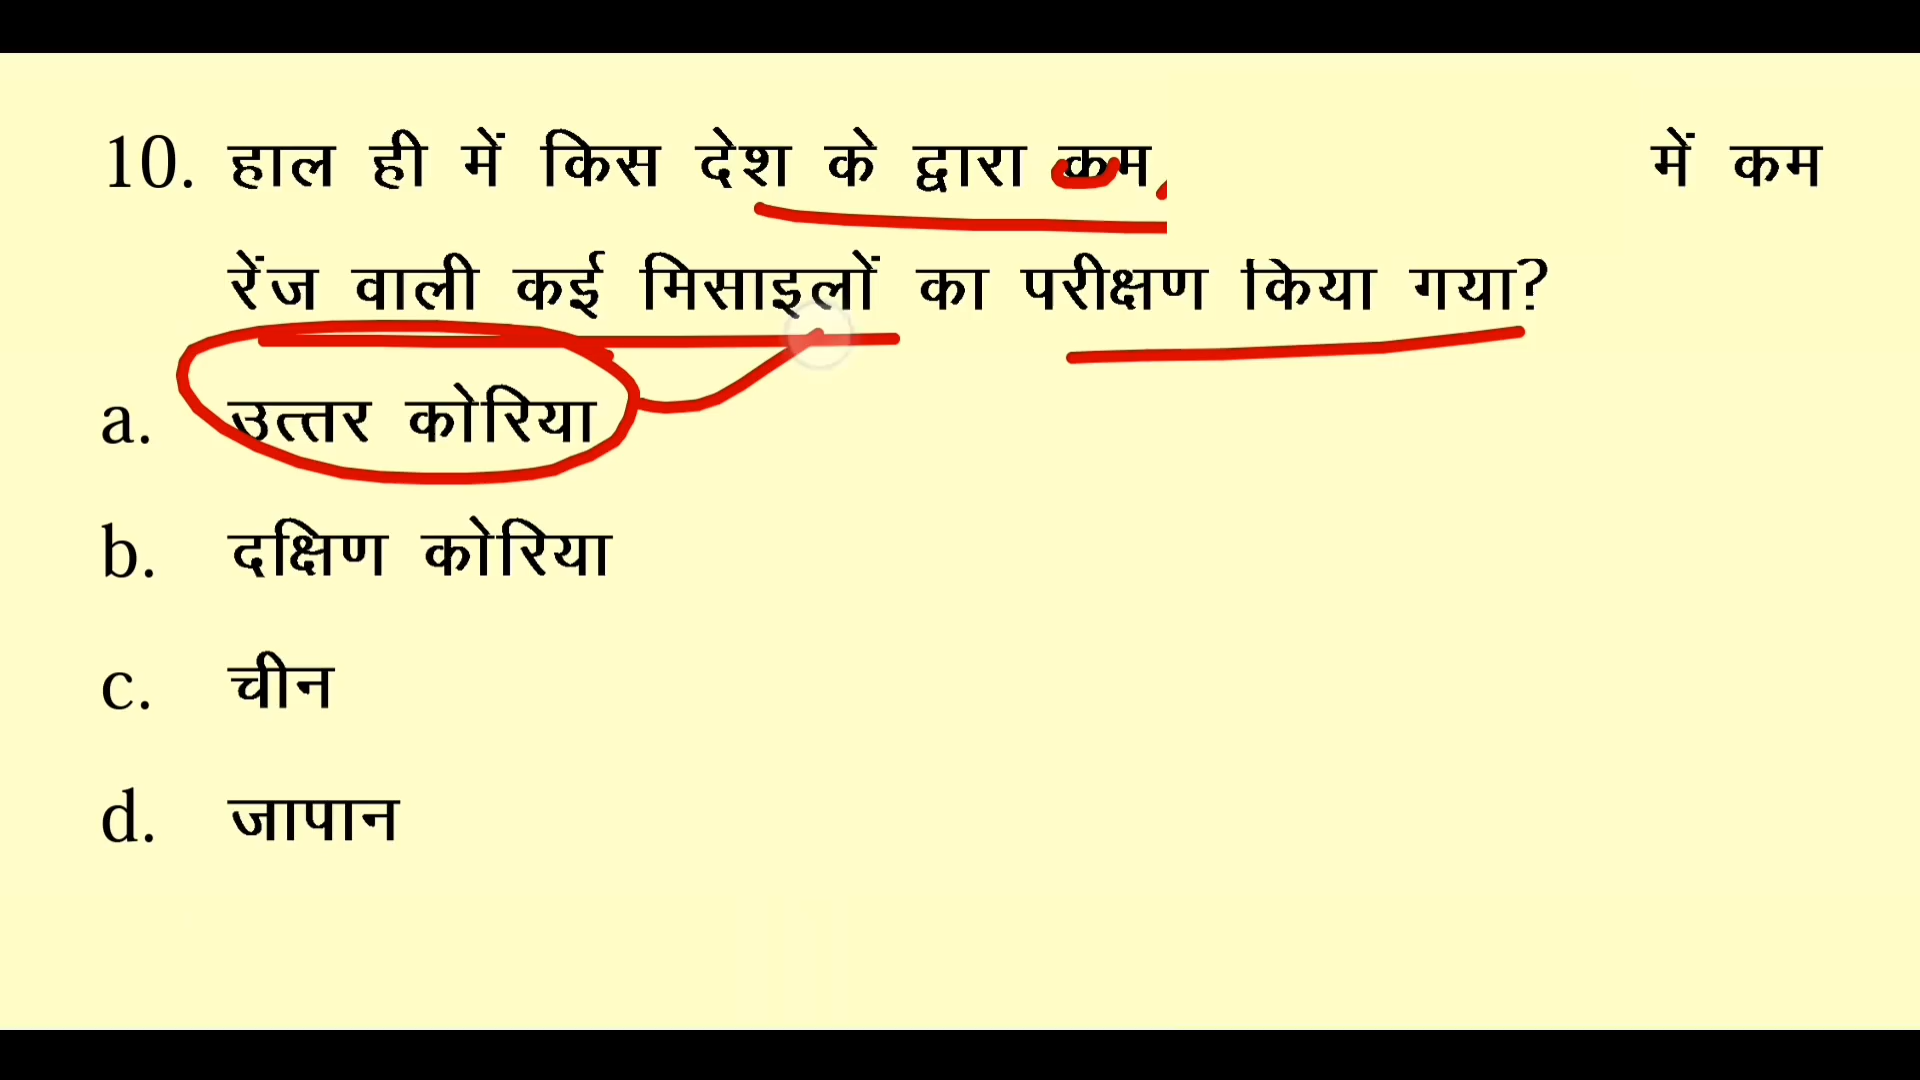 10. हाल ही में किस देश के द्वारा कम में कम
रेंज वाली कई मिसाइलों का परीक्षण किया गया?
a. उत्तर कोरिया
b. दक्षिण कोरिया
c. चीन
d. जापान